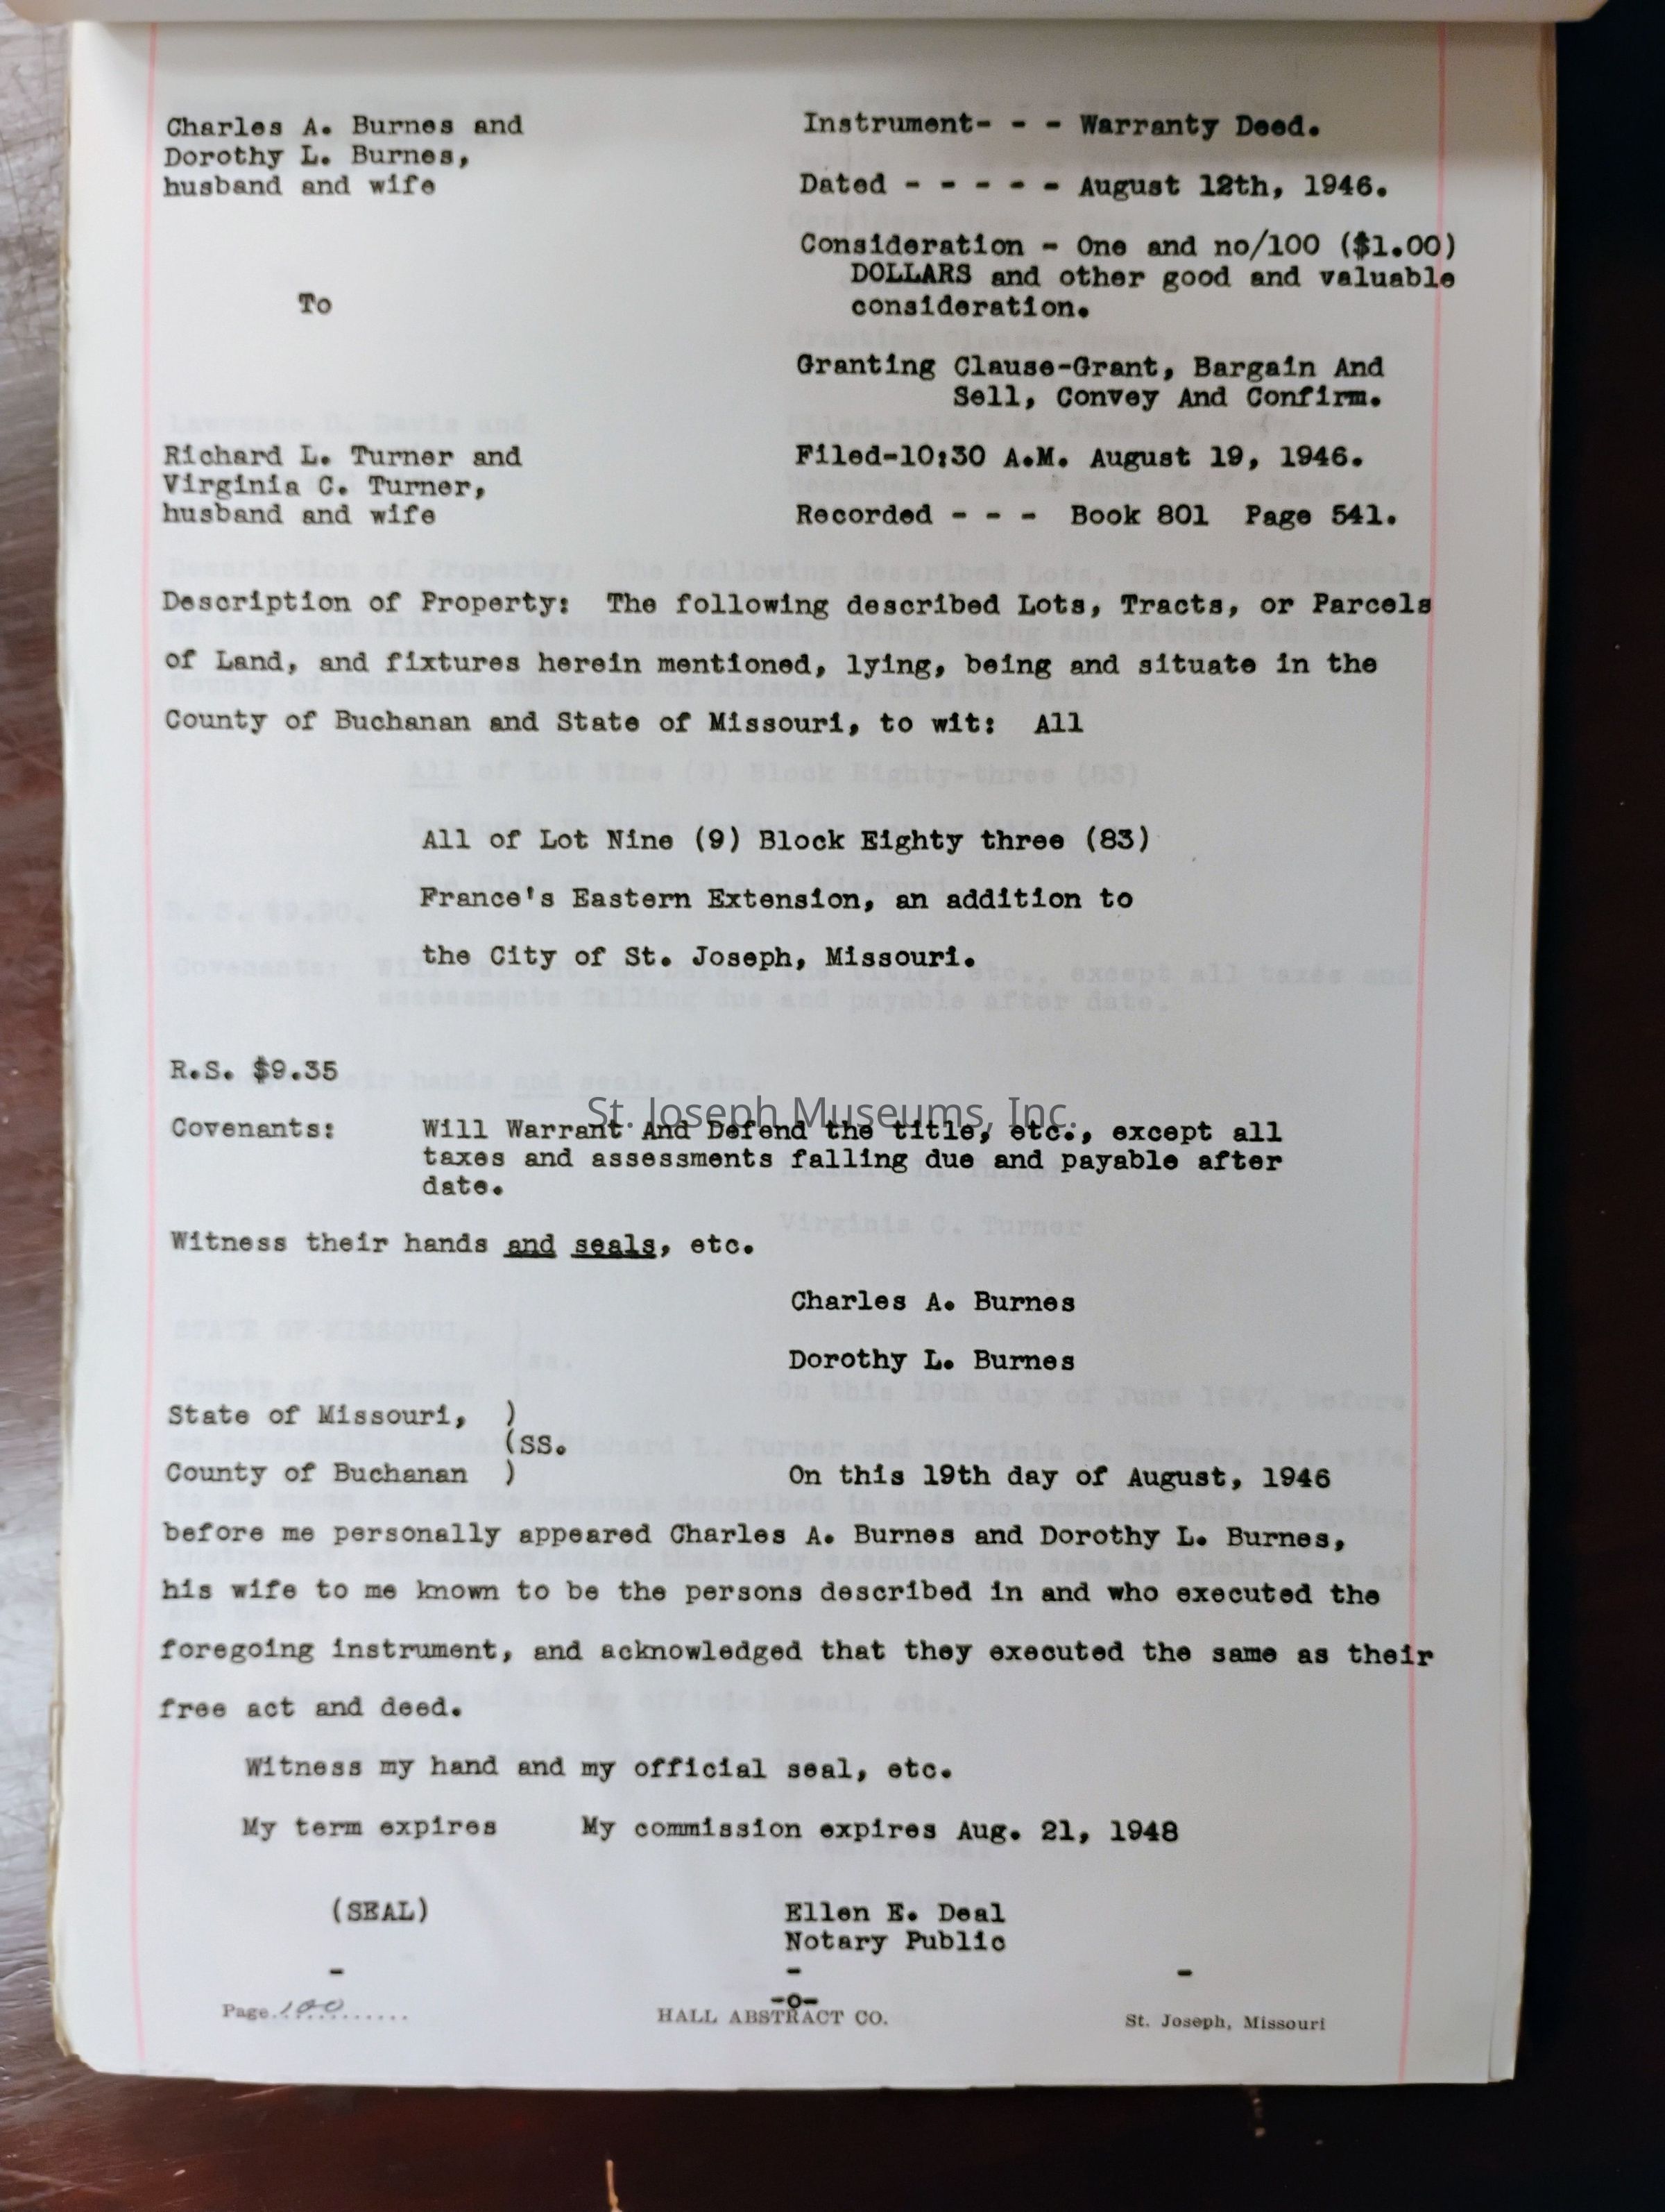 Charles A. Burnes and
Dorothy L. Burnes,
husband and wife
To
Richard L. Turner and
Virginia C. Turner,
husband and wife
Instrument- - - Warranty Deed.
Dated - - - - - August 12th, 1946.
Consideration - One and no/100 ($1.00)
DOLLARS and other good and valuable
consideration.
Granting Clause-Grant, Bargain And
Sell, Convey And Confirm.
Filed-10:30 A.M. August 19, 1946.
Recorded - - - Book 801 Page 541.
Description of Property: The following described Lots, Tracts, or Parcels
of Land, and fixtures herein mentioned, lying, being and situate in the
County of Buchanan and State of Missouri, to wit: All
All of Lot Nine (9) Block Eighty three (83)
France's Eastern Extension, an addition to
the City of St. Joseph, Missouri.
R.S. $9.35
St. Joseph Museums, Inc.
Covenants: Will Warrant And Defend the title, etc., except all
taxes and assessments falling due and payable after
date.
Witness their hands and seals, etc.
Charles A. Burnes
Dorothy L. Burnes
State of Missouri, )
(SS.
County of Buchanan ) On this 19th day of August, 1946
before me personally appeared Charles A. Burnes and Dorothy L. Burnes,
his wife to me known to be the persons described in and who executed the
foregoing instrument, and acknowledged that they executed the same as their
free act and deed.
Witness my hand and my official seal, etc.
My term expires My commission expires Aug. 21, 1948
(SEAL) Ellen E. Deal
Notary Public
- - -
-o-
Page 100 HALL ABSTRACT CO. St. Joseph, Missouri